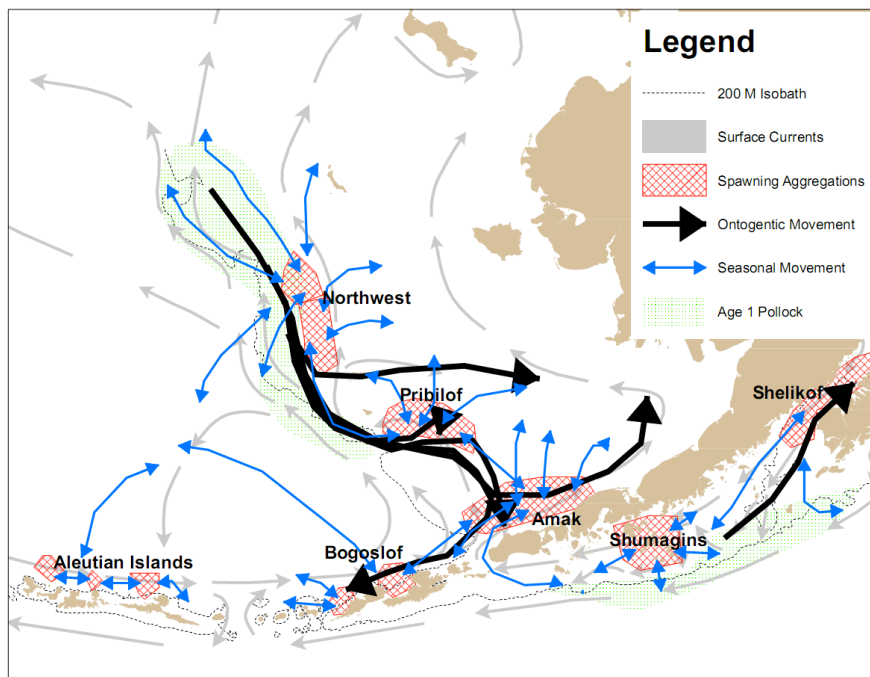 Legend
200 M Isobath
Surface Currents
Spawning Aggregations
Ontogentic Movement
Seasonal Movement
Age 1 Pollock
Northwest
Pribilof
Shelikof
Amak
Shumagins
Bogoslof
Aleutian Islands